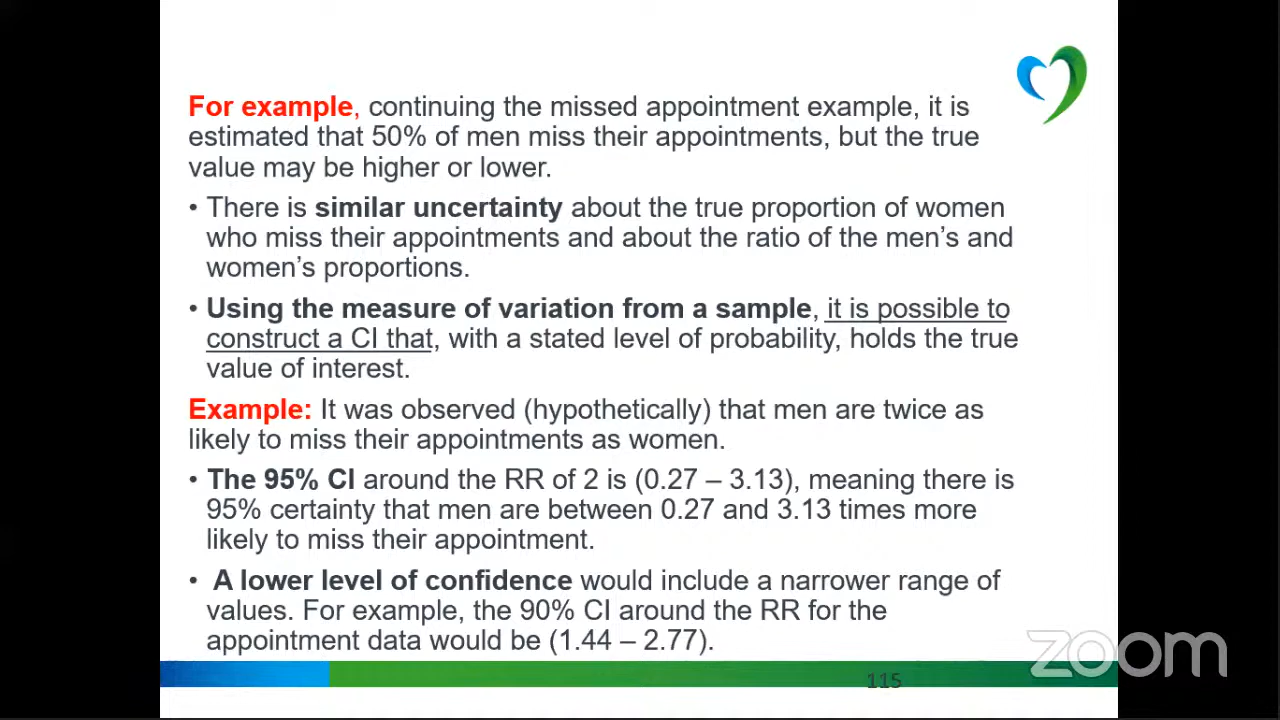 For example, continuing the missed appointment example, it is
estimated that 50% of men miss their appointments, but the true
value may be higher or lower.
• There is similar uncertainty about the true proportion of women
who miss their appointments and about the ratio of the men’s and
women’s proportions.
• Using the measure of variation from a sample, it is possible to
construct a CI that, with a stated level of probability, holds the true
value of interest.
Example: It was observed (hypothetically) that men are twice as
likely to miss their appointments as women.
• The 95% CI around the RR of 2 is (0.27 – 3.13), meaning there is
95% certainty that men are between 0.27 and 3.13 times more
likely to miss their appointment.
• A lower level of confidence would include a narrower range of
values. For example, the 90% CI around the RR for the
appointment data would be (1.44 – 2.77).
zoom
115